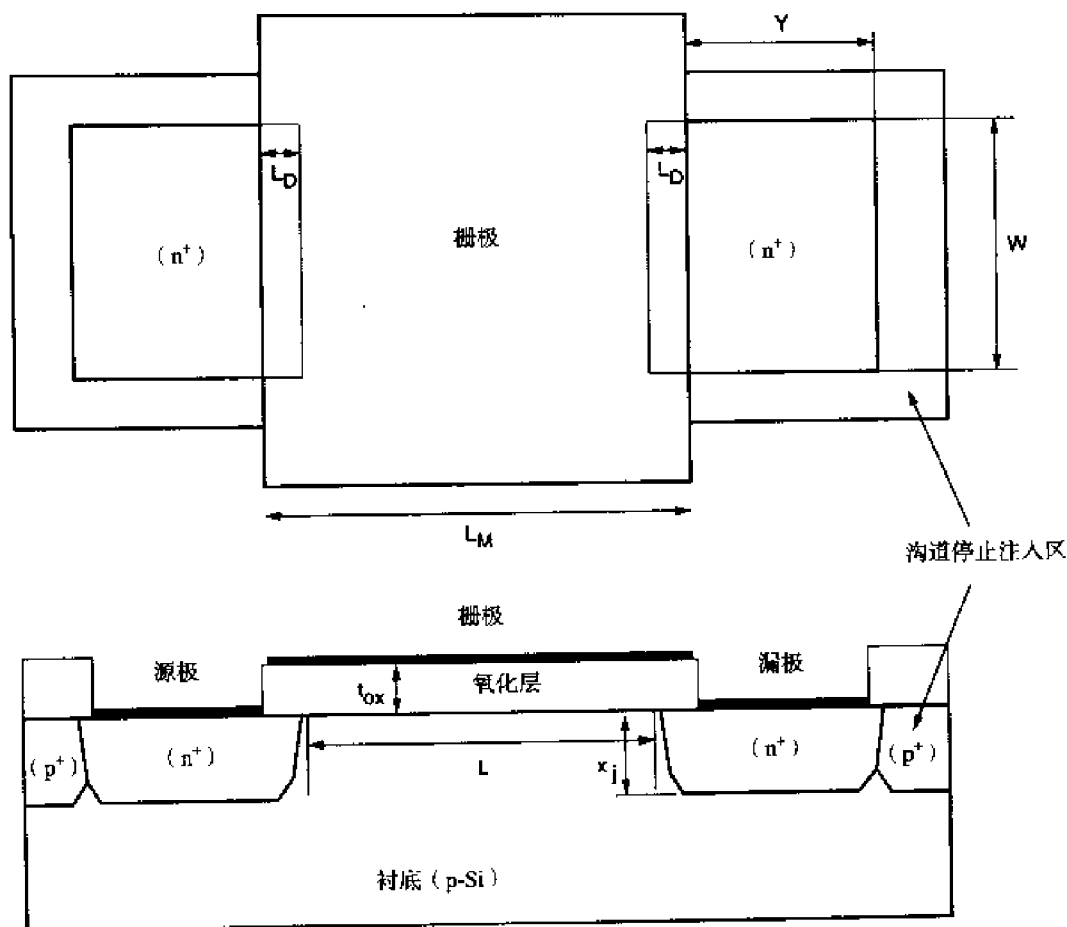 Y
L_D
L_D
(n⁺)
栅极
(n⁺)
W
L_M
沟道停止注入区
栅极
源极
漏极
t_ox
氧化层
(p⁺)
(n⁺)
L
x_j
(n⁺)
(p⁺)
衬底(p-Si)